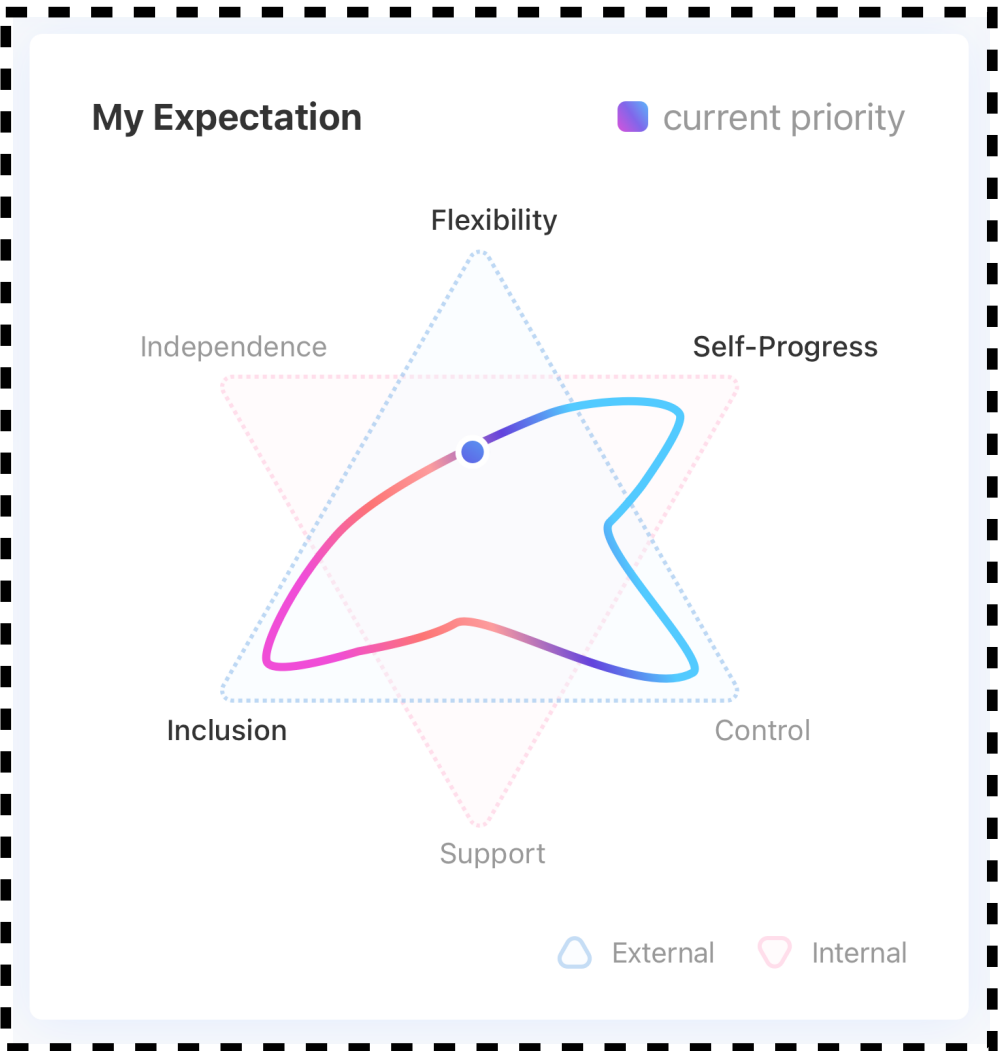 My Expectation
current priority
Flexibility
Independence
Self-Progress
Inclusion
Control
Support
External
Internal